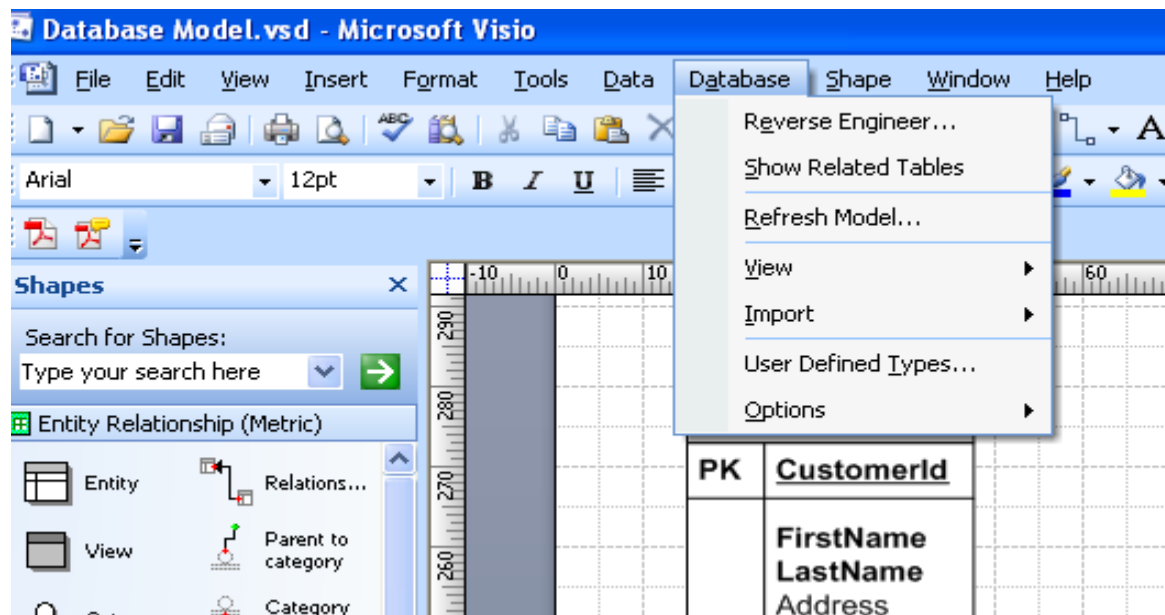 Database Model.vsd - Microsoft Visio
File Edit View Insert Format Tools Data Database Shape Window Help
ABC
A
Arial 12pt B I U
Reverse Engineer...
Show Related Tables
Refresh Model...
View
Import
User Defined Types...
Options
Shapes
Search for Shapes:
Type your search here
Entity Relationship (Metric)
Entity
Relations...
View
Parent to
category
Category
-10 0 10 60
290
280
270
260
PK CustomerId
FirstName
LastName
Address